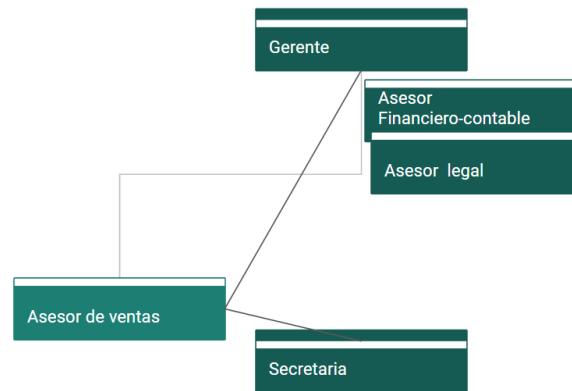 Gerente
Asesor
Financiero-contable
Asesor legal
Asesor de ventas
Secretaria